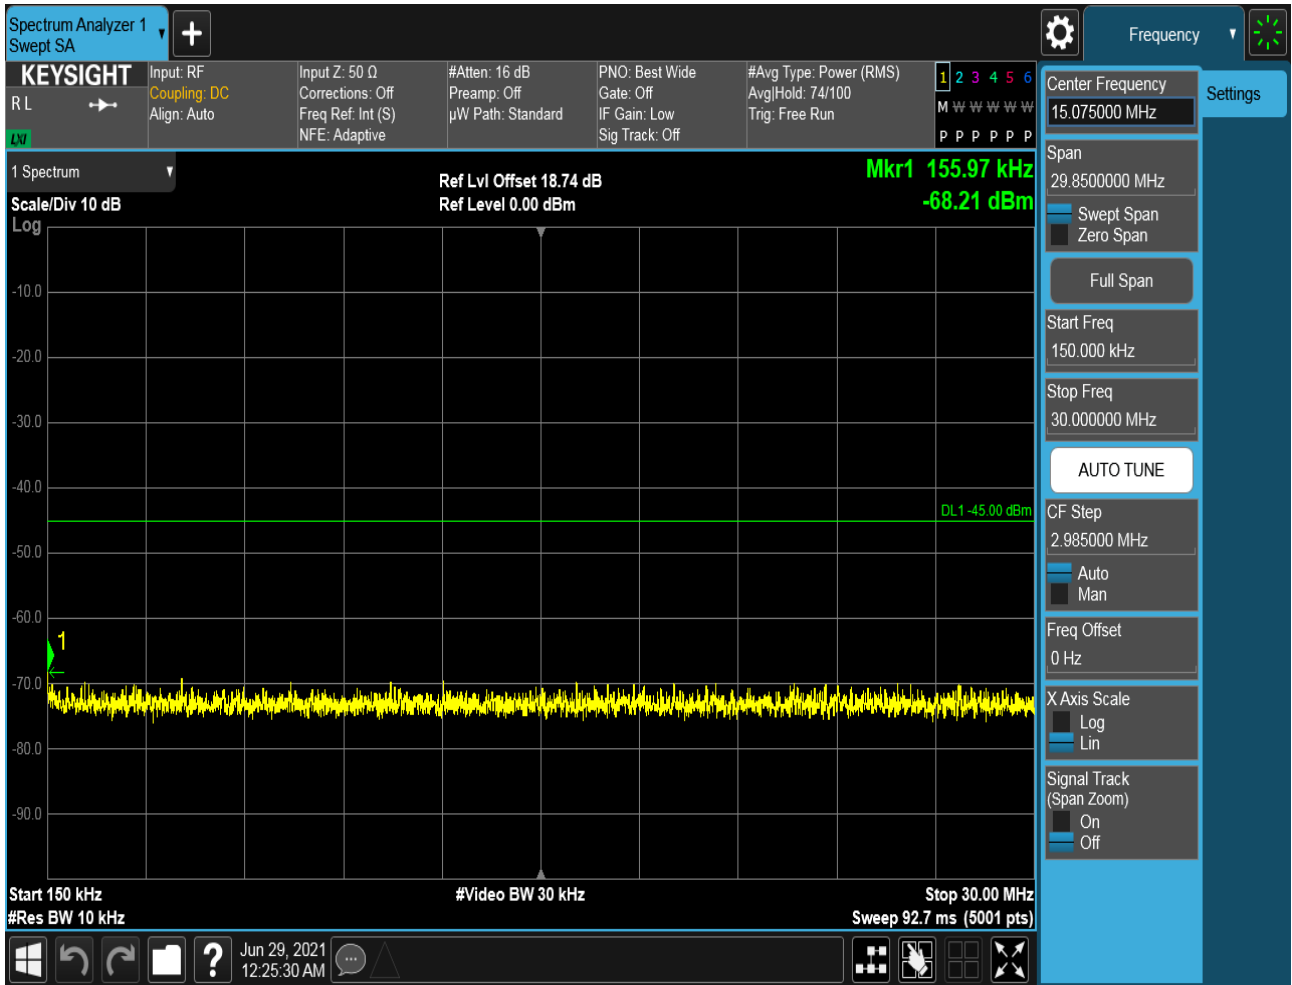 Spectrum Analyzer 1
Swept SA
Frequency
KEYSIGHT
R L
LXI
Input: RF
Coupling: DC
Align: Auto
Input Z: 50 Ω
Corrections: Off
Freq Ref: Int (S)
NFE: Adaptive
#Atten: 16 dB
Preamp: Off
µW Path: Standard
PNO: Best Wide
Gate: Off
IF Gain: Low
Sig Track: Off
#Avg Type: Power (RMS)
Avg|Hold: 74/100
Trig: Free Run
1 2 3 4 5 6
M W W W W W
P P P P P P
1 Spectrum
Scale/Div 10 dB
Log
Ref Lvl Offset 18.74 dB
Ref Level 0.00 dBm
Mkr1 155.97 kHz
-68.21 dBm
-10.0
-20.0
-30.0
-40.0
DL1 -45.00 dBm
-50.0
-60.0
1
-70.0
-80.0
-90.0
Start 150 kHz
#Res BW 10 kHz
#Video BW 30 kHz
Stop 30.00 MHz
Sweep 92.7 ms (5001 pts)
Center Frequency
15.075000 MHz
Settings
Span
29.8500000 MHz
Swept Span
Zero Span
Full Span
Start Freq
150.000 kHz
Stop Freq
30.000000 MHz
AUTO TUNE
CF Step
2.985000 MHz
Auto
Man
Freq Offset
0 Hz
X Axis Scale
Log
Lin
Signal Track
(Span Zoom)
On
Off
?
Jun 29, 2021
12:25:30 AM